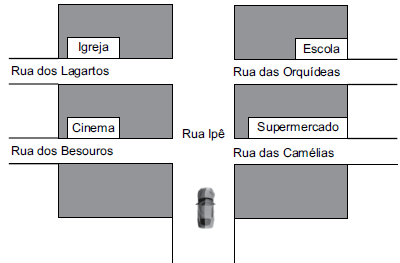 Igreja
Escola
Rua dos Lagartos
Rua das Orquídeas
Cinema
Rua Ipê
Supermercado
Rua dos Besouros
Rua das Camélias